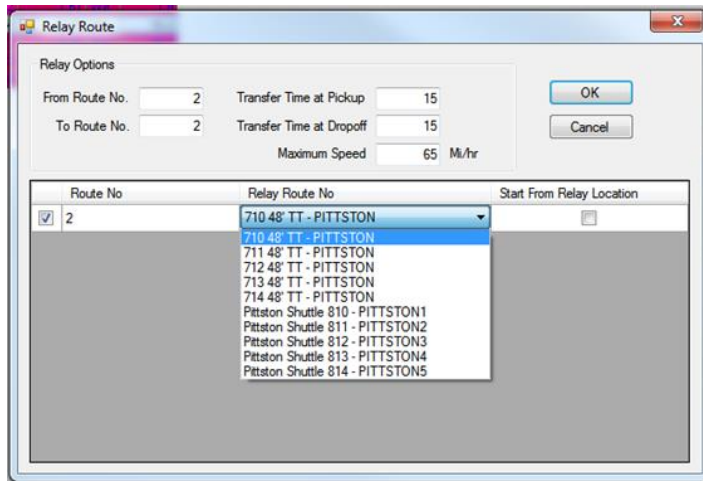 Relay Route
Relay Options
From Route No. 2 Transfer Time at Pickup 15 OK
To Route No. 2 Transfer Time at Dropoff 15 Cancel
Maximum Speed 65 Mi/hr
Route No Relay Route No Start From Relay Location
2 710 48' TT - PITTSTON
710 48' TT - PITTSTON
711 48' TT - PITTSTON
712 48' TT - PITTSTON
713 48' TT - PITTSTON
714 48' TT - PITTSTON
Pittston Shuttle 810 - PITTSTON1
Pittston Shuttle 811 - PITTSTON2
Pittston Shuttle 812 - PITTSTON3
Pittston Shuttle 813 - PITTSTON4
Pittston Shuttle 814 - PITTSTON5